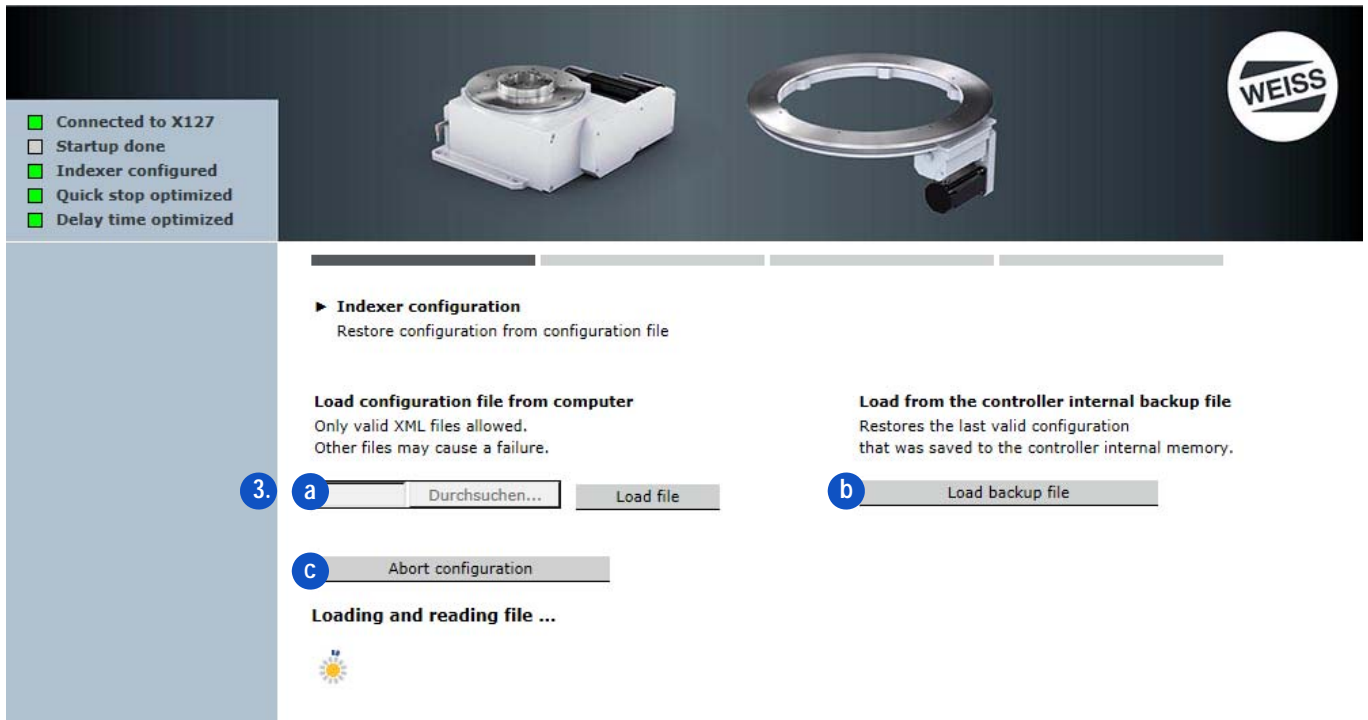 WEISS
Connected to X127
Startup done
Indexer configured
Quick stop optimized
Delay time optimized
► Indexer configuration
Restore configuration from configuration file
Load configuration file from computer
Only valid XML files allowed.
Other files may cause a failure.
Load from the controller internal backup file
Restores the last valid configuration
that was saved to the controller internal memory.
3. a Durchsuchen... Load file
b Load backup file
c Abort configuration
Loading and reading file ...